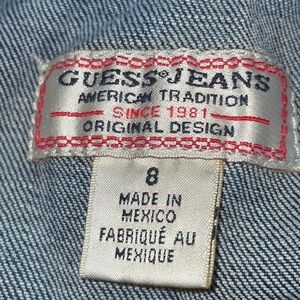 GUESS JEANS
AMERICAN TRADITION
SINCE 1981
ORIGINAL DESIGN
8
MADE IN
MEXICO
FABRIQUÉ AU
MEXIQUE